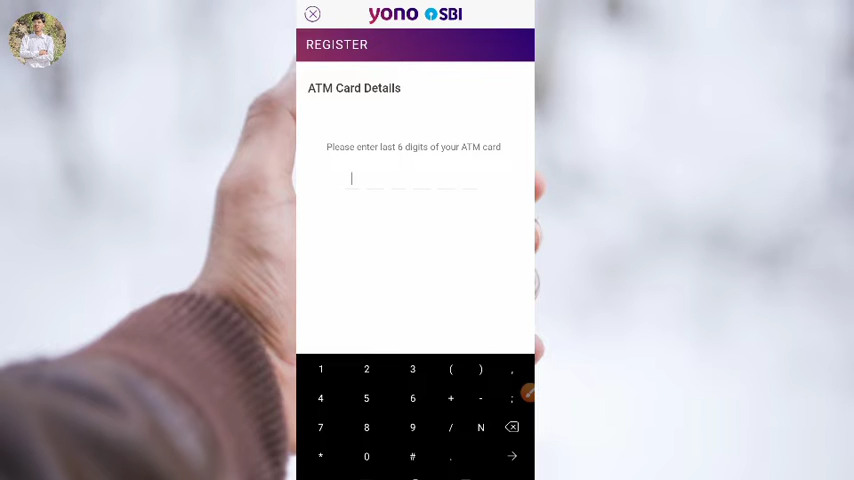 yono SBI
REGISTER
ATM Card Details
Please enter last 6 digits of your ATM card
1 2 3 ( ) ,
4 5 6 + - ;
7 8 9 / N
* 0 # .